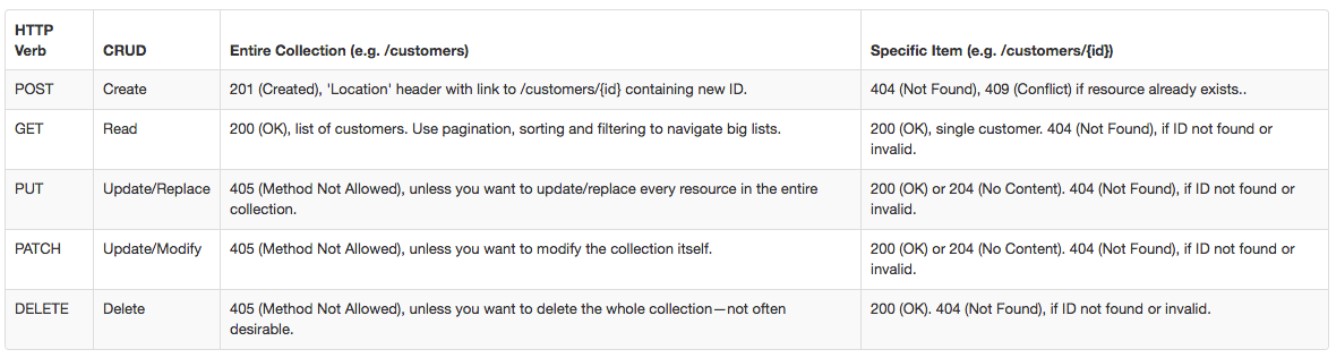 HTTP
Verb CRUD Entire Collection (e.g. /customers) Specific Item (e.g. /customers/{id})
POST Create 201 (Created), 'Location' header with link to /customers/{id} containing new ID. 404 (Not Found), 409 (Conflict) if resource already exists..
GET Read 200 (OK), list of customers. Use pagination, sorting and filtering to navigate big lists. 200 (OK), single customer. 404 (Not Found), if ID not found or
invalid.
PUT Update/Replace 405 (Method Not Allowed), unless you want to update/replace every resource in the entire
collection.
200 (OK) or 204 (No Content). 404 (Not Found), if ID not found or
invalid.
PATCH Update/Modify 405 (Method Not Allowed), unless you want to modify the collection itself. 200 (OK) or 204 (No Content). 404 (Not Found), if ID not found or
invalid.
DELETE Delete 405 (Method Not Allowed), unless you want to delete the whole collection—not often
desirable.
200 (OK). 404 (Not Found), if ID not found or invalid.